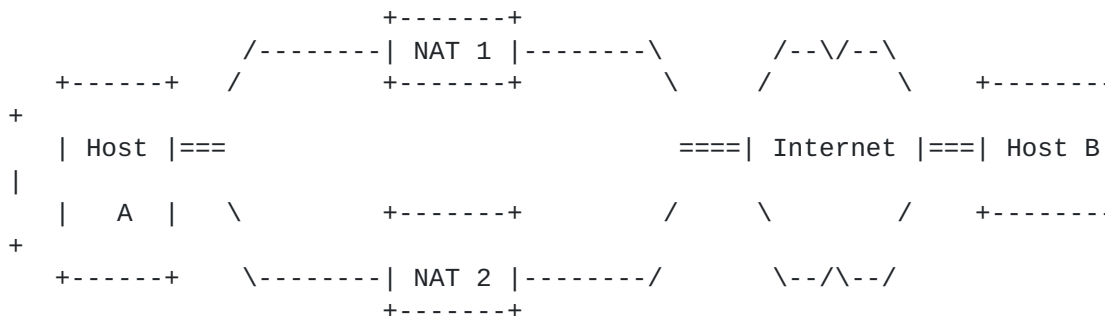 +-------+
              /--------| NAT 1 |--------\       /--\/--\
   +------+   /         +-------+         \     /        \    +--------
+
   | Host |===                             ====| Internet |===| Host B
|
   |   A  |   \         +-------+         /     \        /    +--------
+
   +------+    \--------| NAT 2 |--------/       \--/\--/
                        +-------+